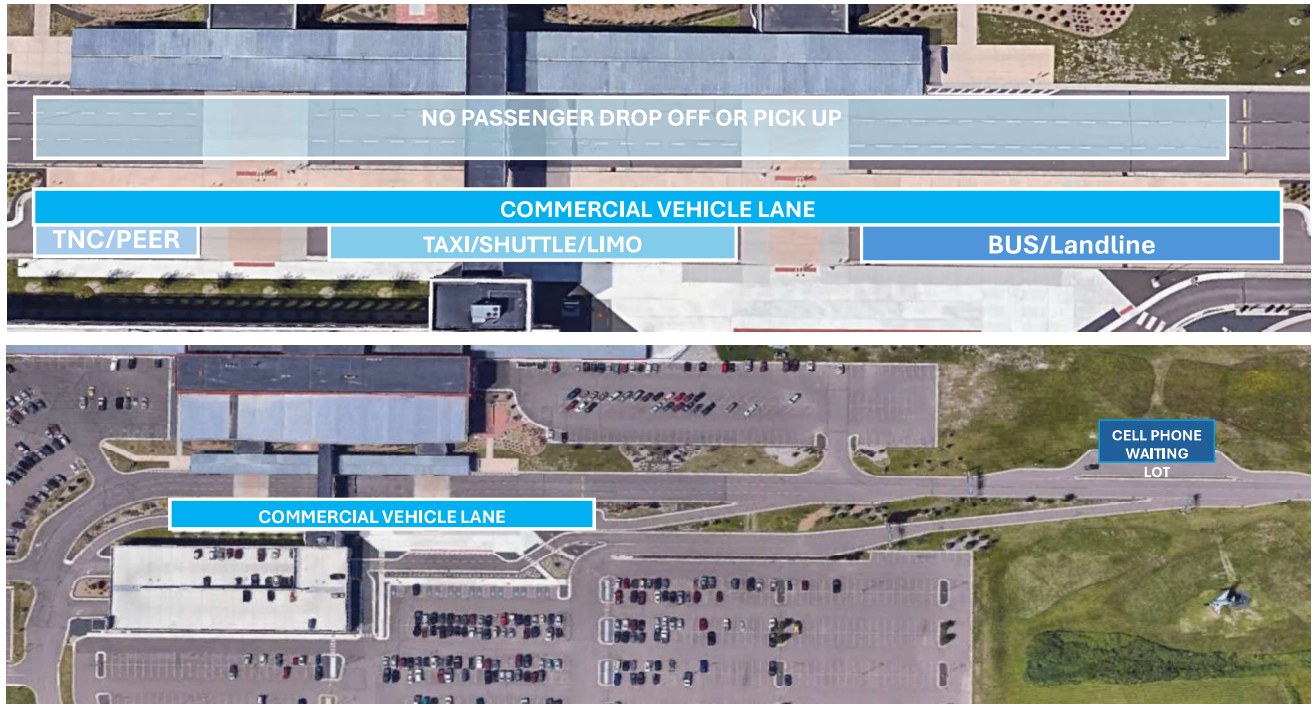 NO PASSENGER DROP OFF OR PICK UP
COMMERCIAL VEHICLE LANE
TNC/PEER
TAXI/SHUTTLE/LIMO
BUS/Landline
CELL PHONE
WAITING
LOT
COMMERCIAL VEHICLE LANE